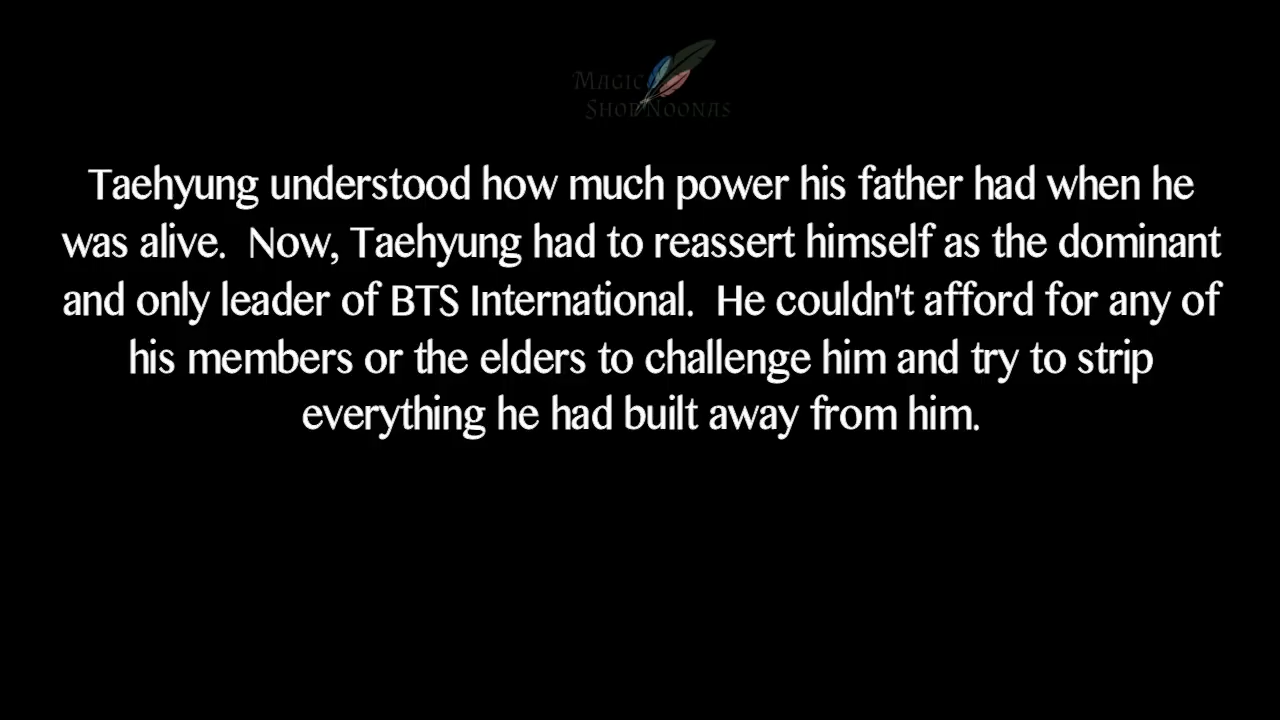 Magic
Shop Noonas
Taehyung understood how much power his father had when he
was alive.  Now, Taehyung had to reassert himself as the dominant
and only leader of BTS International.  He couldn't afford for any of
his members or the elders to challenge him and try to strip
everything he had built away from him.